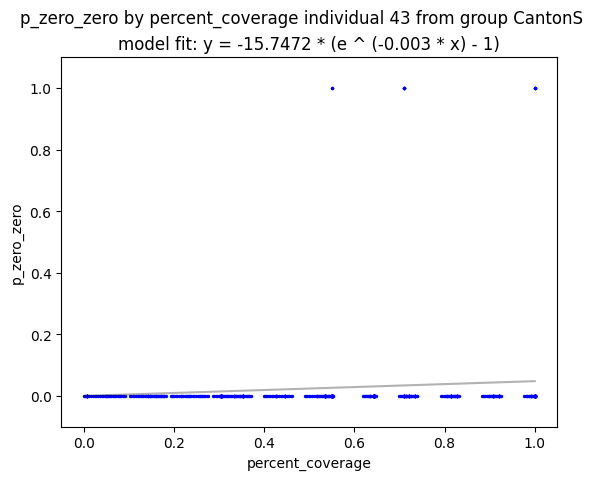 p_zero_zero by percent_coverage individual 43 from group CantonS
model fit: y = -15.7472 * (e ^ (-0.003 * x) - 1)
1.0
0.8
0.6
0.4
0.2
0.0
p_zero_zero
0.0 0.2 0.4 0.6 0.8 1.0
percent_coverage